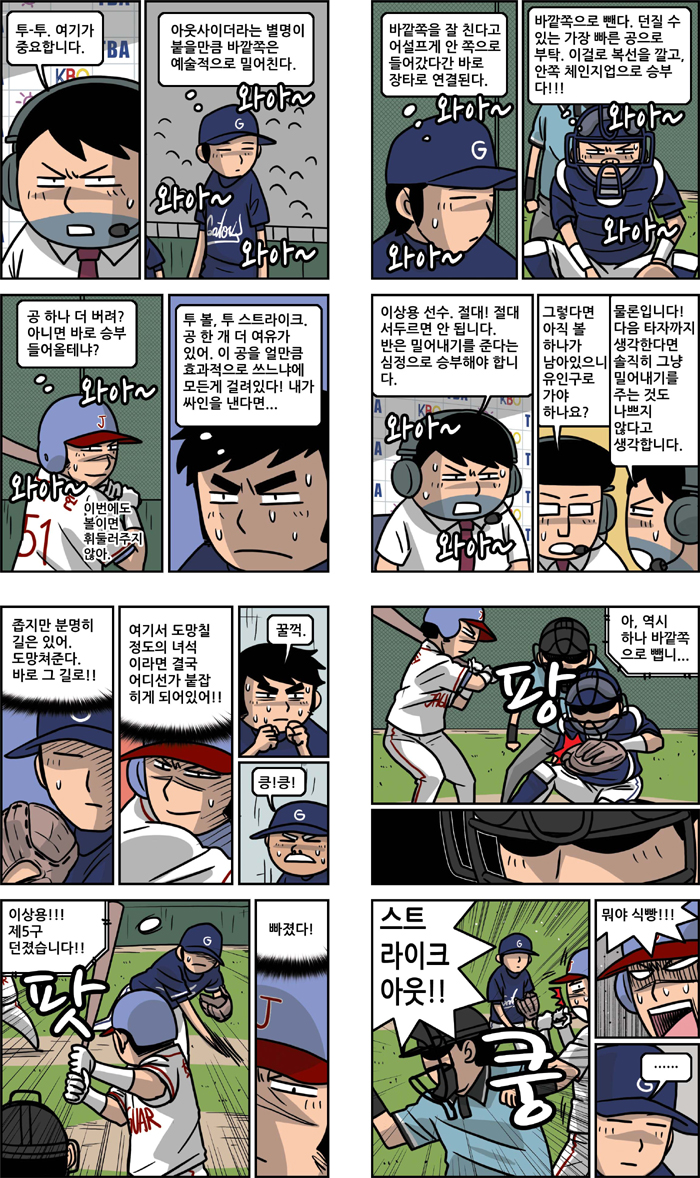 투-투. 여기가
중요합니다.
TBA
KBO
아웃사이더라는 별명이
붙을만큼 바깥쪽은
예술적으로 밀어친다.
와아~
G
와아~
Gators
와아~
바깥쪽을 잘 친다고
어설프게 안 쪽으로
들어갔다간 바로
장타로 연결된다.
와아~
G
와아~
바깥쪽으로 뺀다. 던질 수
있는 가장 빠른 공으로
부탁. 이걸로 복선을 깔고,
안쪽 체인지업으로 승부
다!!!
와아~
와아~
공 하나 더 버려?
아니면 바로 승부
들어올테냐?
와아~
J
와아~
현
51
이번에도
볼이면
휘둘러주지
않아.
투 볼, 투 스트라이크.
공 한 개 더 여유가
있어. 이 공을 얼만큼
효과적으로 쓰느냐에
모든게 걸려있다! 내가
싸인을 낸다면...
이상용 선수. 절대! 절대
서두르면 안 됩니다.
반은 밀어내기를 준다는
심정으로 승부해야 합니
다.
KBO
와아~
와아~
그렇다면
아직 볼
하나가
남아있으니
유인구로
가야
하나요?
물론입니다!
다음 타자까지
생각한다면
솔직히 그냥
밀어내기를
주는 것도
나쁘지
않다고
생각합니다.
좁지만 분명히
길은 있어.
도망쳐준다.
바로 그 길로!!
G
여기서 도망칠
정도의 녀석
이라면 결국
어디선가 붙잡
히게 되어있어!!
꿀꺽.
킁!킁!
G
아, 역시
하나 바깥쪽
으로 뺍니...
팡
이상용!!!
제5구
던졌습니다!!
G
팟
UAR
빠졌다!
J
스트
라이크
아웃!!
G
쿵
뭐야 식빵!!!
......
G